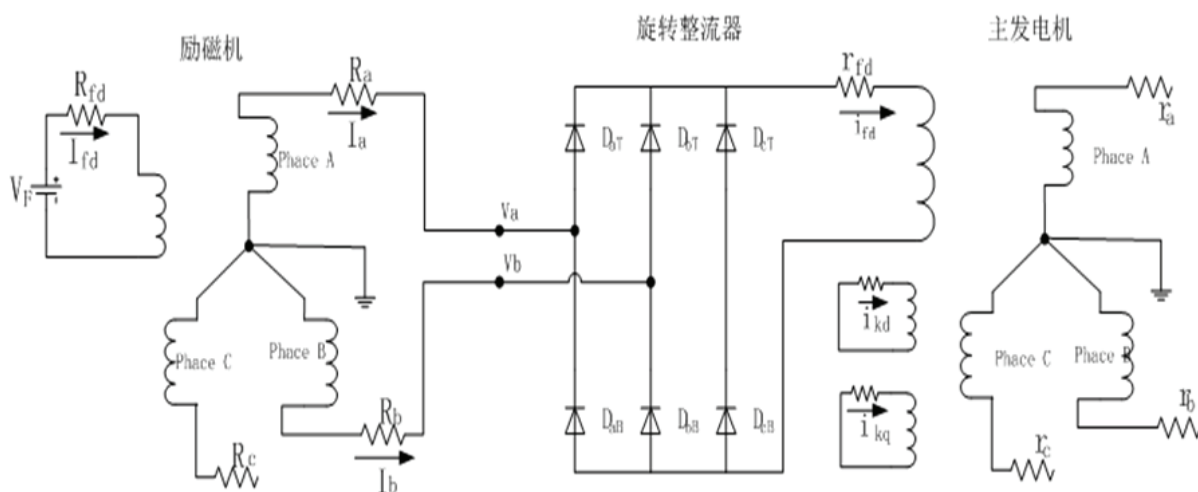 励磁机
旋转整流器
主发电机
Rfd
Ifd
VF
Ra
Ia
Phace A
Phace C
Phace B
Rb
Ib
Rc
Va
Vb
DaT
DbT
DcT
DaB
DbB
DcB
rfd
ifd
ikd
ikq
ra
Phace A
Phace C
Phace B
rb
rc